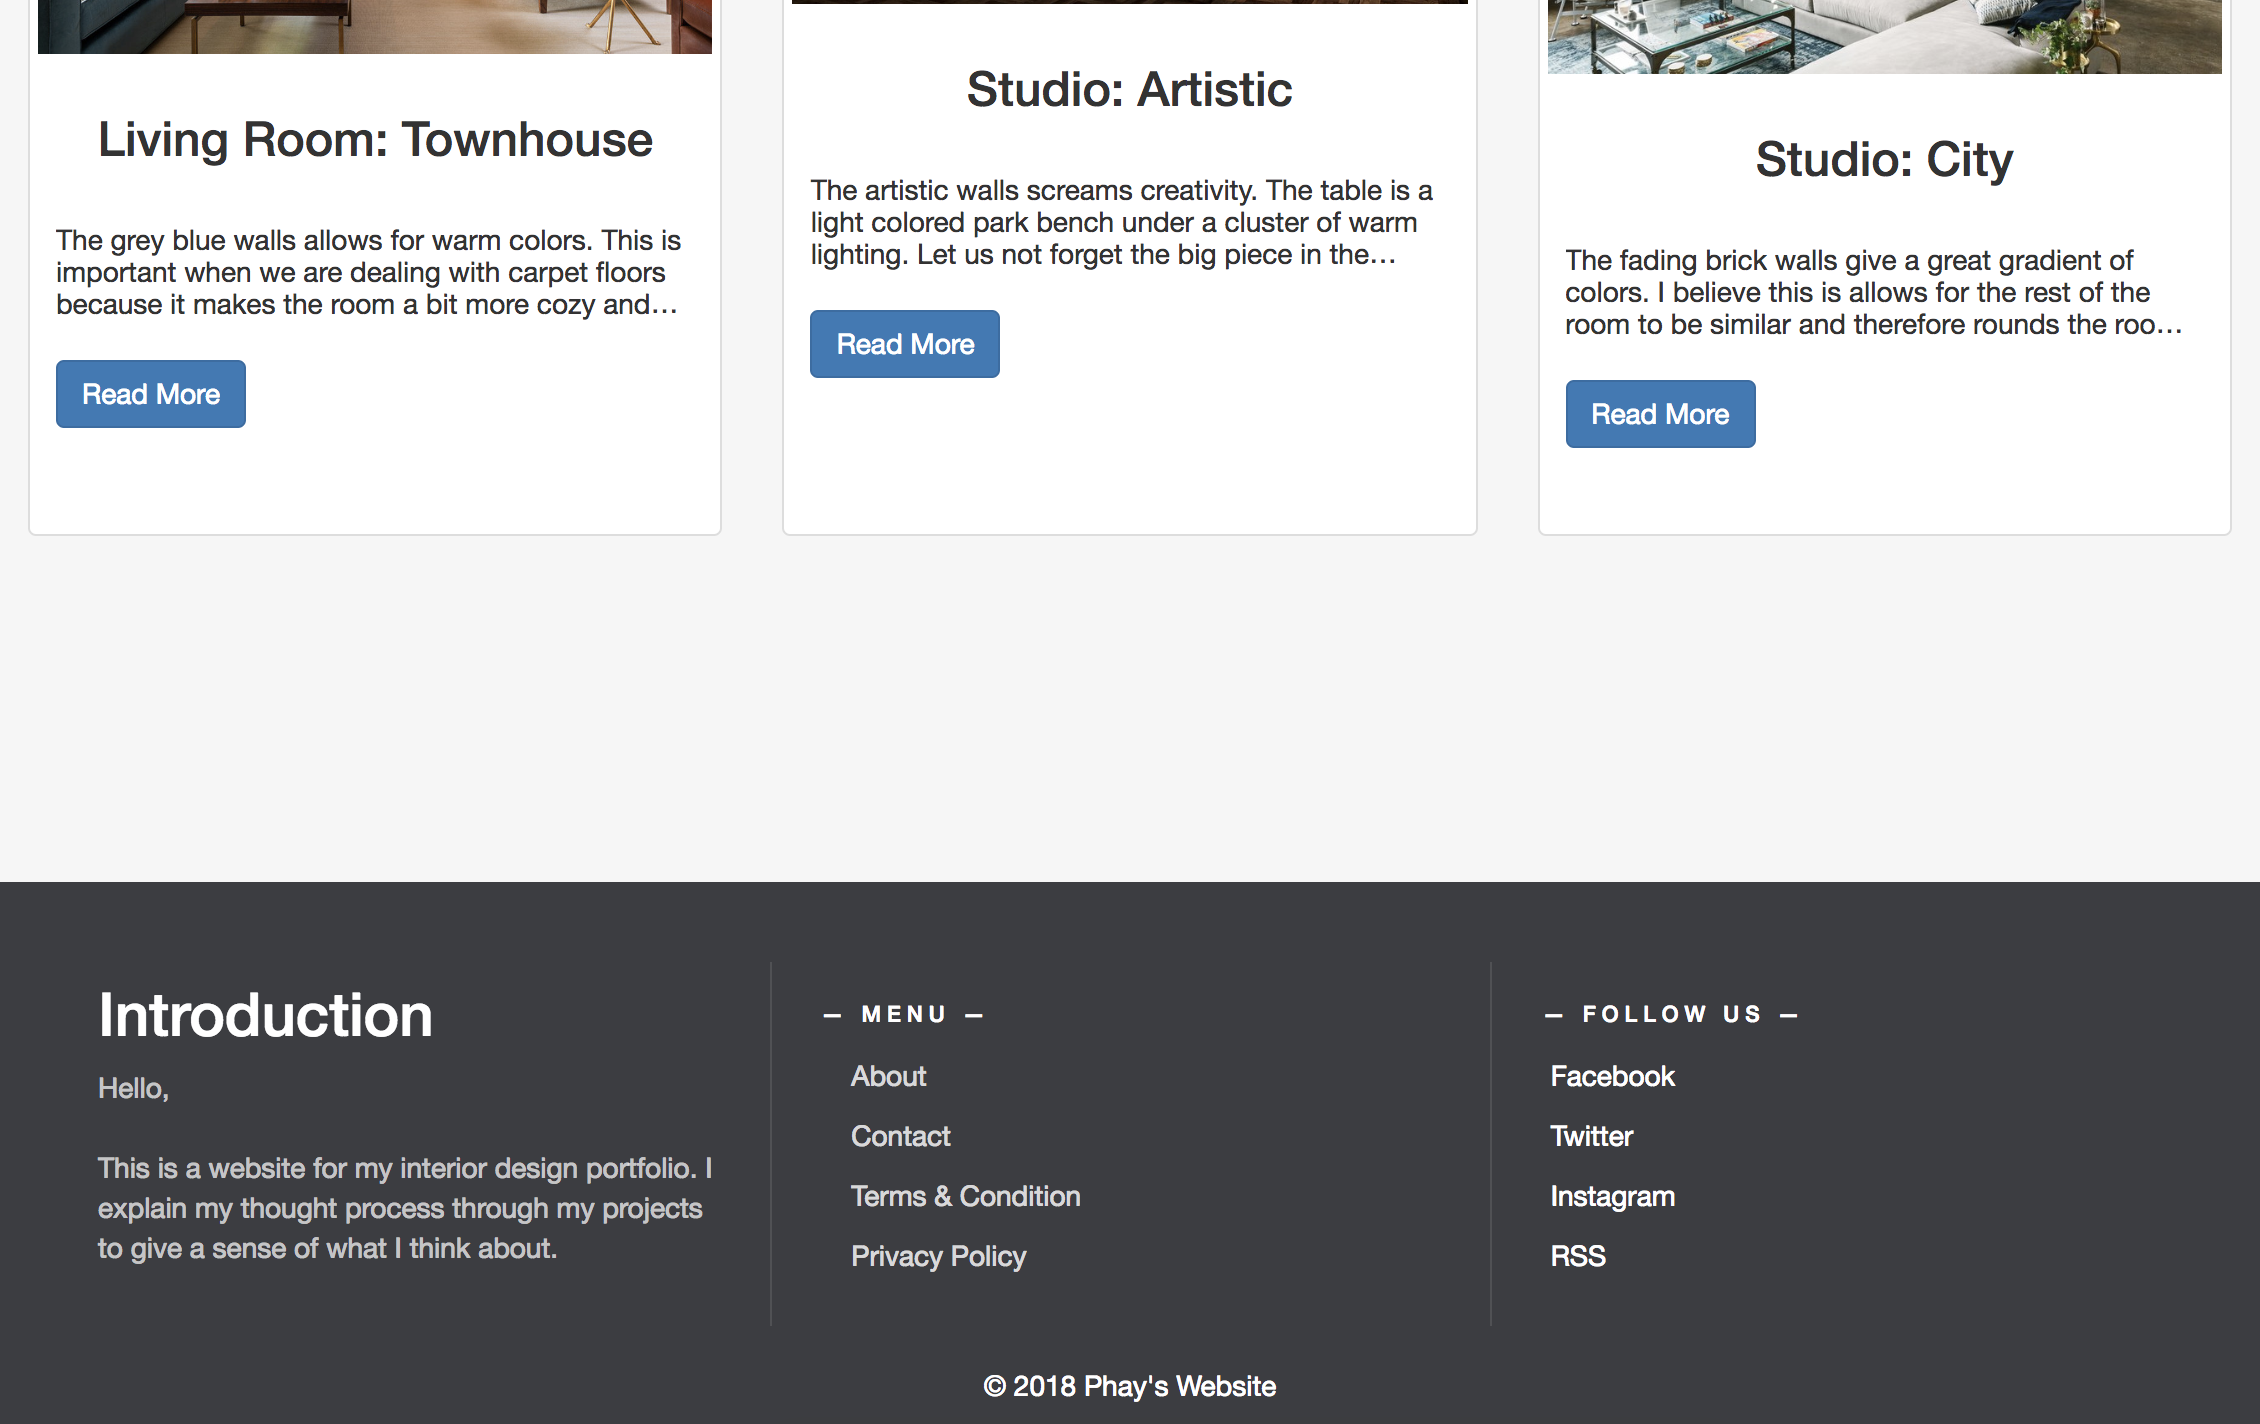 Living Room: Townhouse
The grey blue walls allows for warm colors. This is
important when we are dealing with carpet floors
because it makes the room a bit more cozy and...
Read More
Studio: Artistic
The artistic walls screams creativity. The table is a
light colored park bench under a cluster of warm
lighting. Let us not forget the big piece in the...
Read More
Studio: City
The fading brick walls give a great gradient of
colors. I believe this is allows for the rest of the
room to be similar and therefore rounds the roo...
Read More
Introduction
Hello,
This is a website for my interior design portfolio. I
explain my thought process through my projects
to give a sense of what I think about.
– MENU –
About
Contact
Terms & Condition
Privacy Policy
– FOLLOW US –
Facebook
Twitter
Instagram
RSS
© 2018 Phay's Website